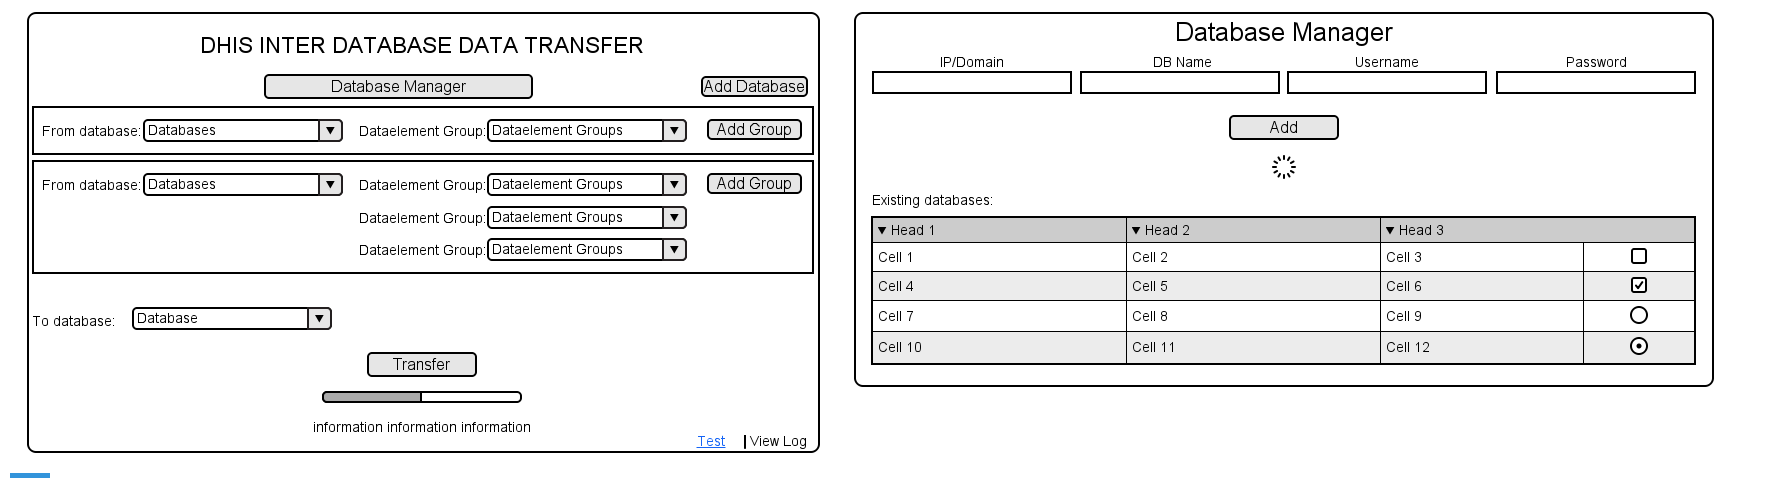 DHIS INTER DATABASE DATA TRANSFER
Database Manager
Add Database
From database: Databases Dataelement Group: Dataelement Groups Add Group
From database: Databases Dataelement Group: Dataelement Groups Add Group
Dataelement Group: Dataelement Groups
Dataelement Group: Dataelement Groups
To database: Database
Transfer
information information information
Test | View Log
Database Manager
IP/Domain DB Name Username Password
Add
Existing databases:
Head 1 Head 2 Head 3
Cell 1 Cell 2 Cell 3
Cell 4 Cell 5 Cell 6
Cell 7 Cell 8 Cell 9
Cell 10 Cell 11 Cell 12